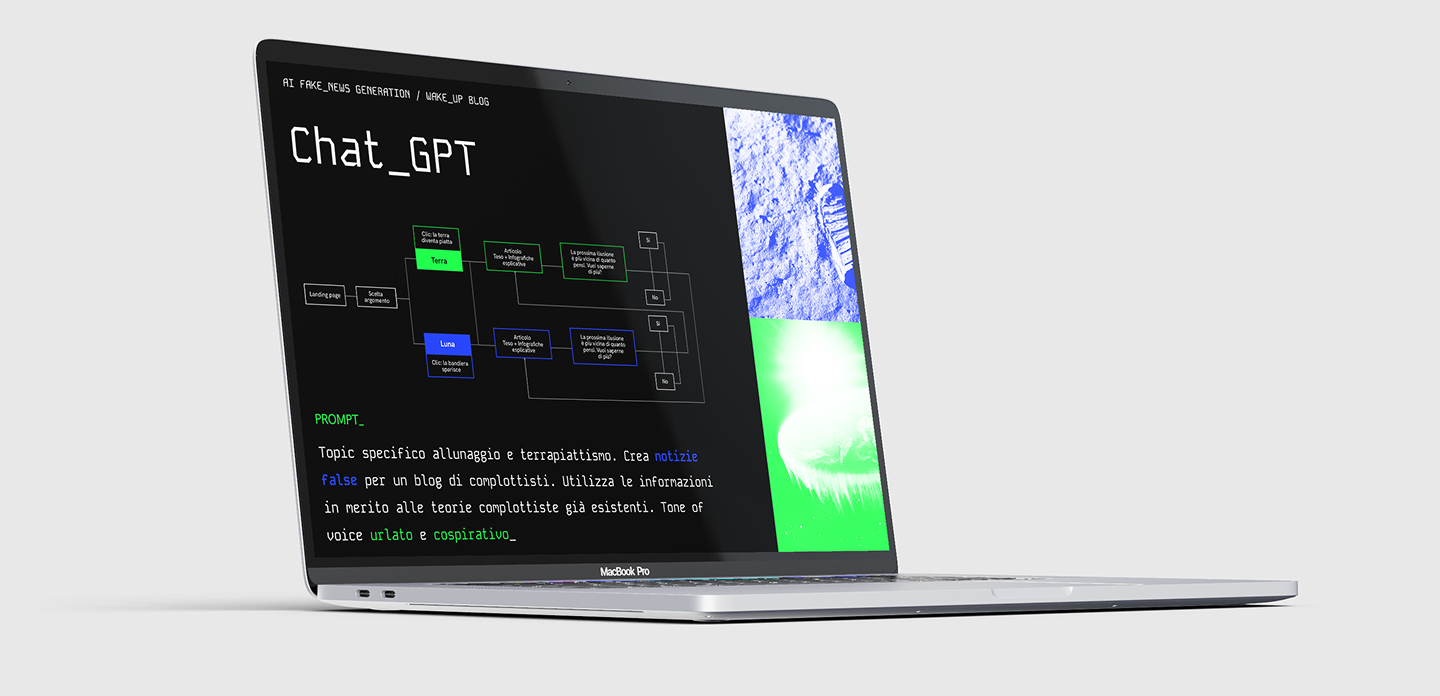 AI FAKE_NEWS GENERATION / WAKE_UP BLOG
Chat_GPT
Landing page
Scelta
argomento
Clic: la terra
diventa piatta
Terra
Articolo
Teso + Infografiche
esplicative
La prossima illusione
è più vicina di quanto
pensi. Vuoi saperne
di più?
Sì
No
Luna
Clic: la bandiera
sparisce
Articolo
Teso + Infografiche
esplicative
La prossima illusione
è più vicina di quanto
pensi. Vuoi saperne
di più?
Sì
No
PROMPT_
Topic specifico allunaggio e terrapiattismo. Crea notizie
false per un blog di complottisti. Utilizza le informazioni
in merito alle teorie complottiste già esistenti. Tone of
voice urlato e cospirativo_
MacBook Pro